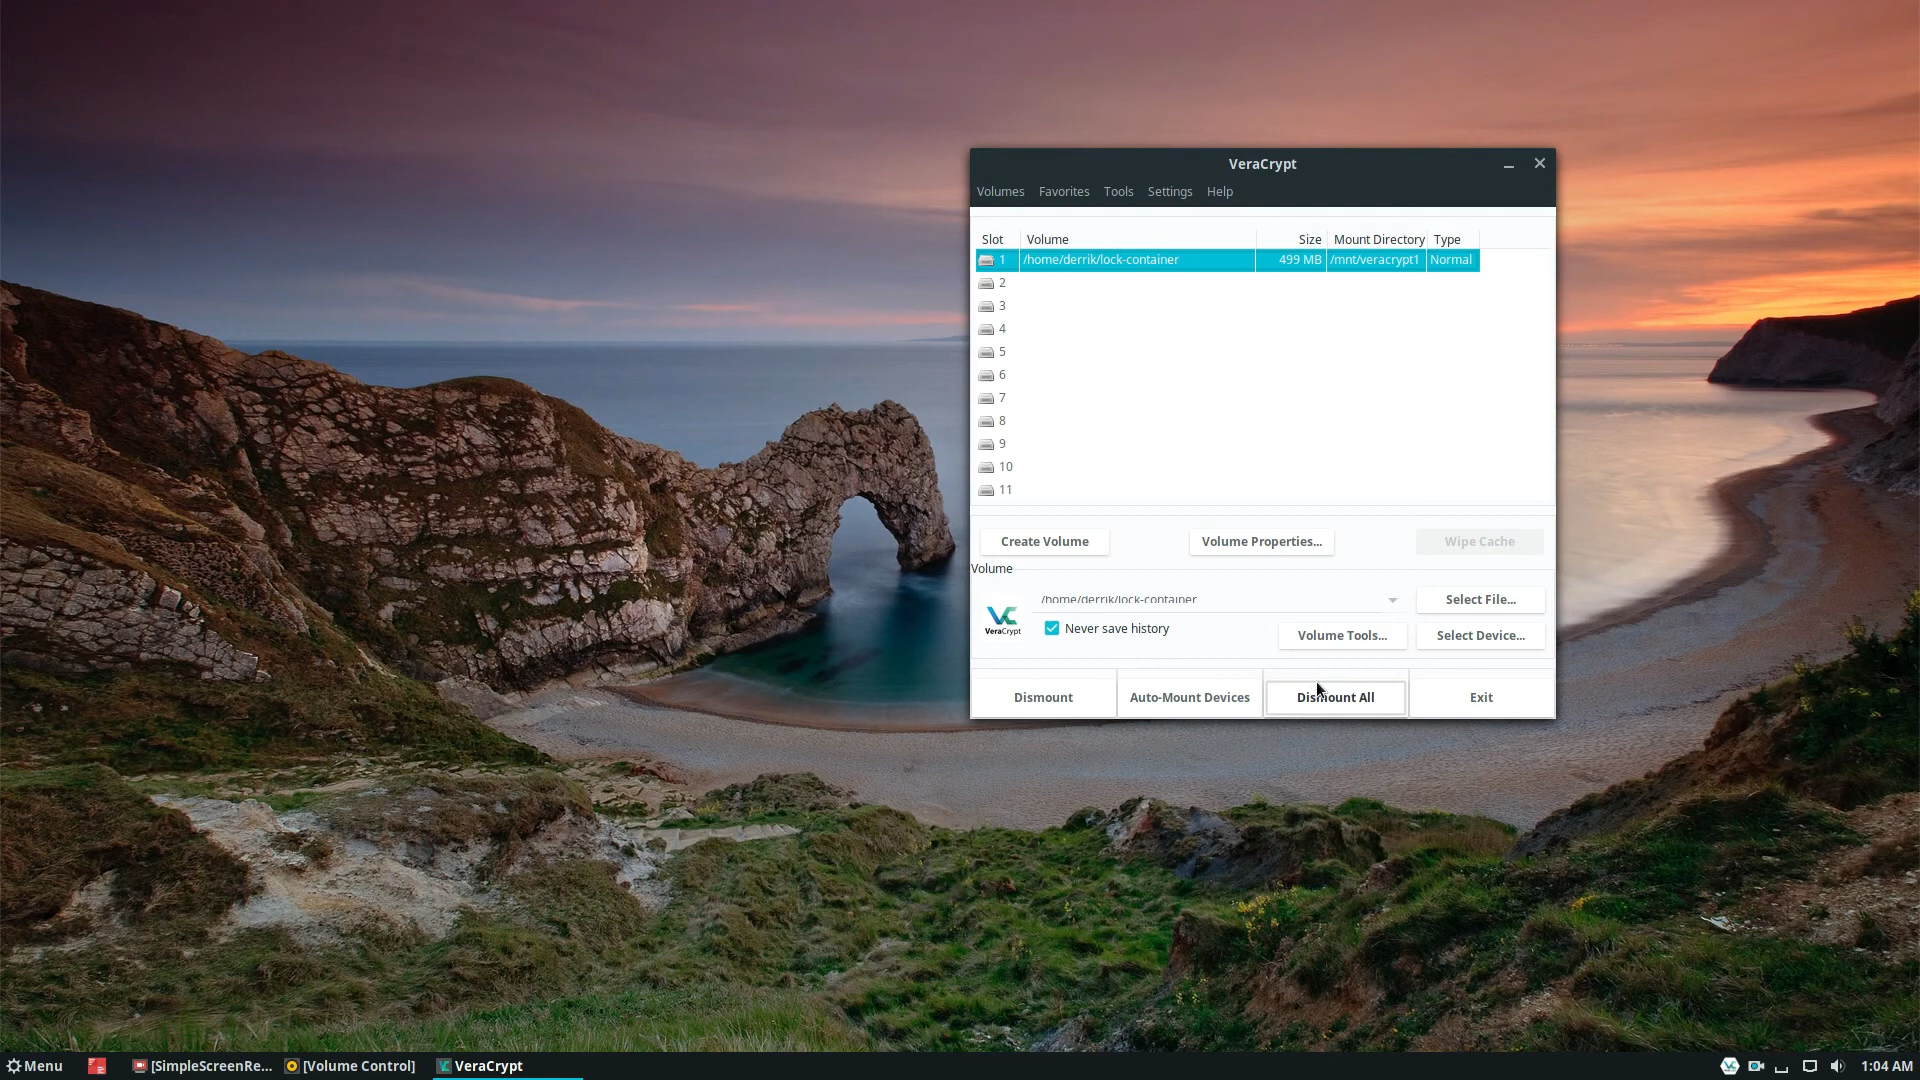 VeraCrypt
Volumes Favorites Tools Settings Help
Slot Volume Size Mount Directory Type
1 /home/derrik/lock-container 499 MB /mnt/veracrypt1 Normal
2
3
4
5
6
7
8
9
10
11
Create Volume Volume Properties... Wipe Cache
Volume
/home/derrik/lock-container Select File...
VeraCrypt
Never save history
Volume Tools... Select Device...
Dismount Auto-Mount Devices Dismount All Exit
Menu [SimpleScreenRe... [Volume Control] VeraCrypt 1:04 AM